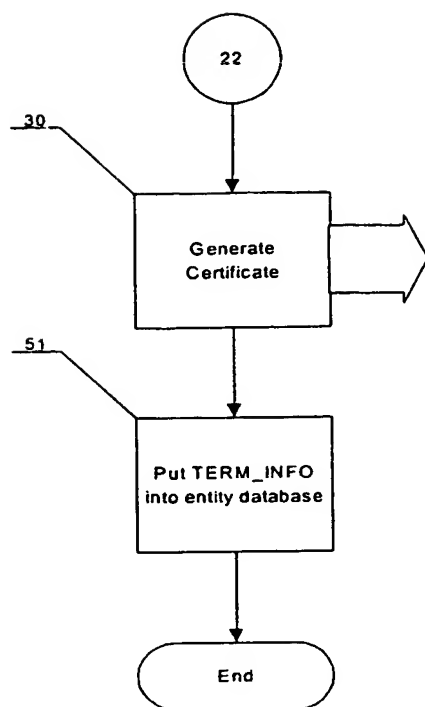 22
30
Generate
Certificate
51
Put TERM_INFO
into entity database
End